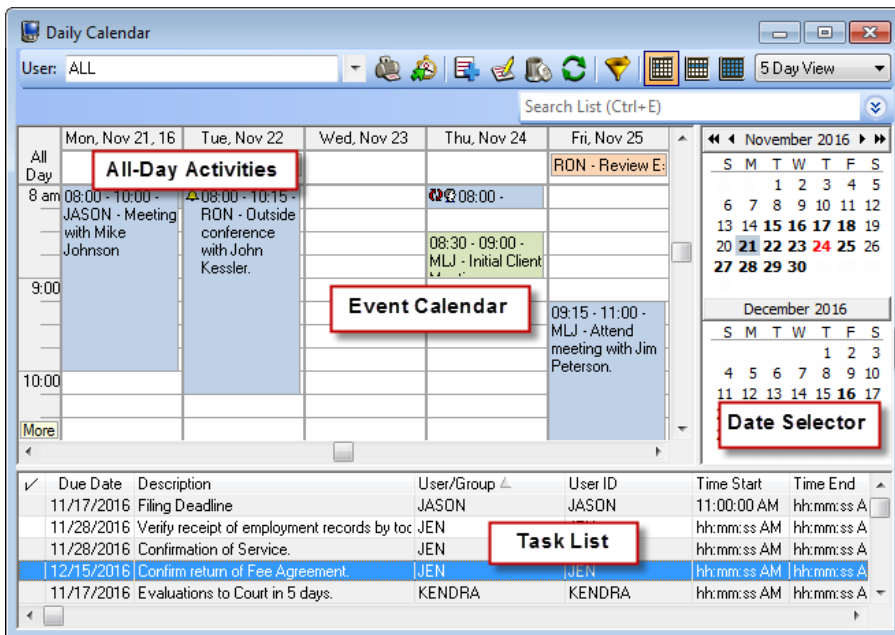 Daily Calendar
User: ALL
5 Day View
Search List (Ctrl+E)
Mon, Nov 21, 16 Tue, Nov 22 Wed, Nov 23 Thu, Nov 24 Fri, Nov 25
All Day
All-Day Activities
RON - Review E:
8 am
08:00 - 10:00 -
JASON - Meeting
with Mike
Johnson
08:00 - 10:15 -
RON - Outside
conference
with John
Kessler.
08:00 -
08:30 - 09:00 -
MLJ - Initial Client
9:00
Event Calendar
09:15 - 11:00 -
MLJ - Attend
meeting with Jim
Peterson.
10:00
More
November 2016
S M T W T F S
1 2 3 4 5
6 7 8 9 10 11 12
13 14 15 16 17 18 19
20 21 22 23 24 25 26
27 28 29 30
December 2016
S M T W T F S
1 2 3
4 5 6 7 8 9 10
11 12 13 14 15 16 17
Date Selector
Due Date Description User/Group User ID Time Start Time End
11/17/2016 Filing Deadline JASON JASON 11:00:00 AM hh:mm:ss A
11/28/2016 Verify receipt of employment records by toc JEN hh:mm:ss AM hh:mm:ss A
11/28/2016 Confirmation of Service. JEN hh:mm:ss AM hh:mm:ss A
Task List
12/15/2016 Confirm return of Fee Agreement. JEN JEN hh:mm:ss AM hh:mm:ss A
11/17/2016 Evaluations to Court in 5 days. KENDRA KENDRA hh:mm:ss AM hh:mm:ss A